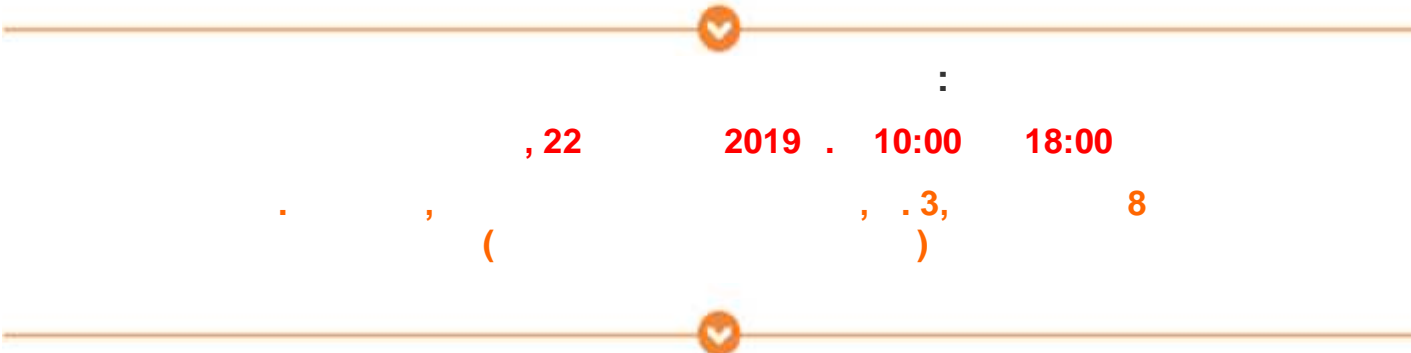 :
, 22 2019 . 10:00 18:00
. , , . 3, 8
( )